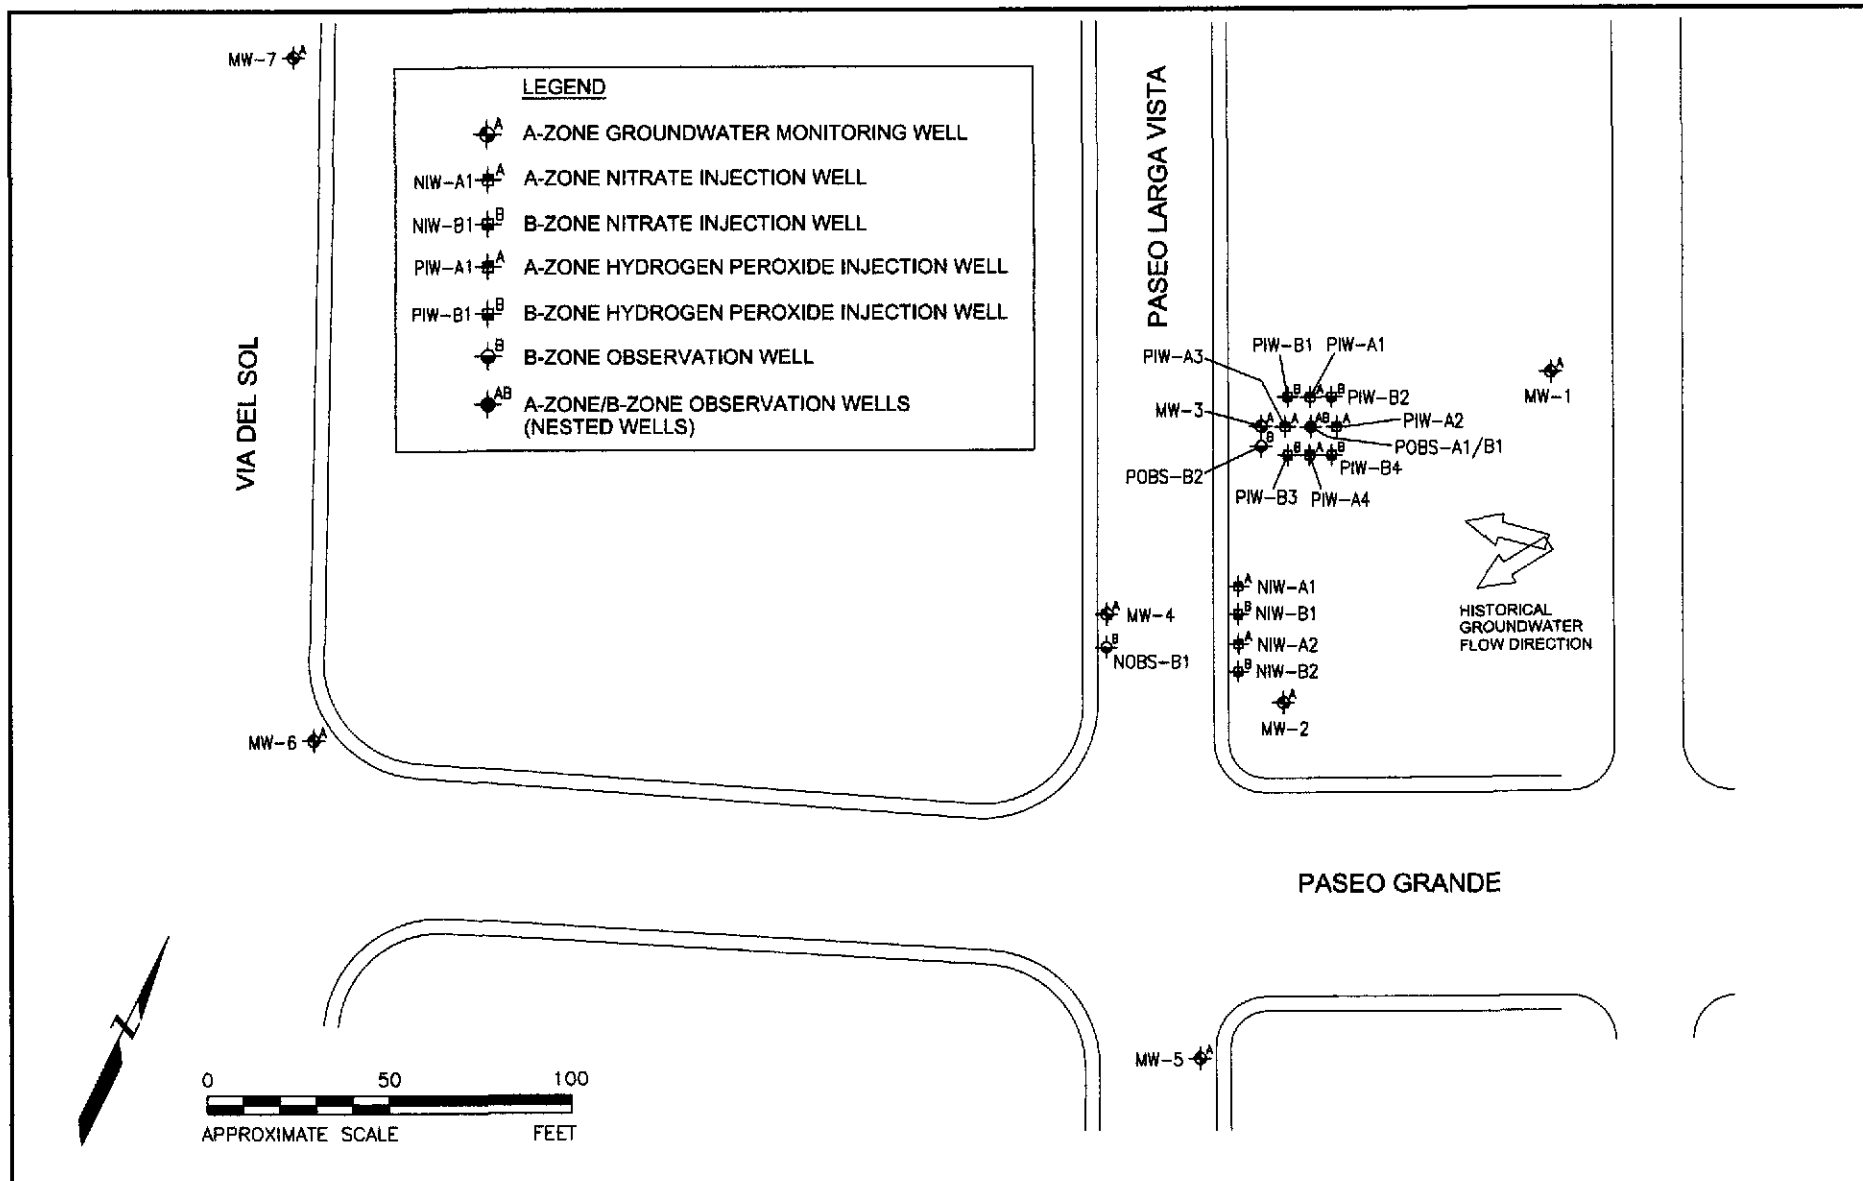 MW-7 A
LEGEND
A A-ZONE GROUNDWATER MONITORING WELL
NIW-A1 A A-ZONE NITRATE INJECTION WELL
NIW-B1 B B-ZONE NITRATE INJECTION WELL
PIW-A1 A A-ZONE HYDROGEN PEROXIDE INJECTION WELL
PIW-B1 B B-ZONE HYDROGEN PEROXIDE INJECTION WELL
B B-ZONE OBSERVATION WELL
AB A-ZONE/B-ZONE OBSERVATION WELLS
(NESTED WELLS)
VIA DEL SOL
PASEO LARGA VISTA
PIW-A3
PIW-B1
PIW-A1
B A B PIW-B2
A
MW-1
MW-3 A A AB A PIW-A2
B
POBS-A1/B1
POBS-B2
B A B PIW-B4
PIW-B3
PIW-A4
A NIW-A1
B NIW-B1
A NIW-A2
B NIW-B2
A
MW-2
HISTORICAL
GROUNDWATER
FLOW DIRECTION
A MW-4
B
NOBS-B1
MW-6 A
PASEO GRANDE
MW-5 A
Z
0 50 100
APPROXIMATE SCALE FEET